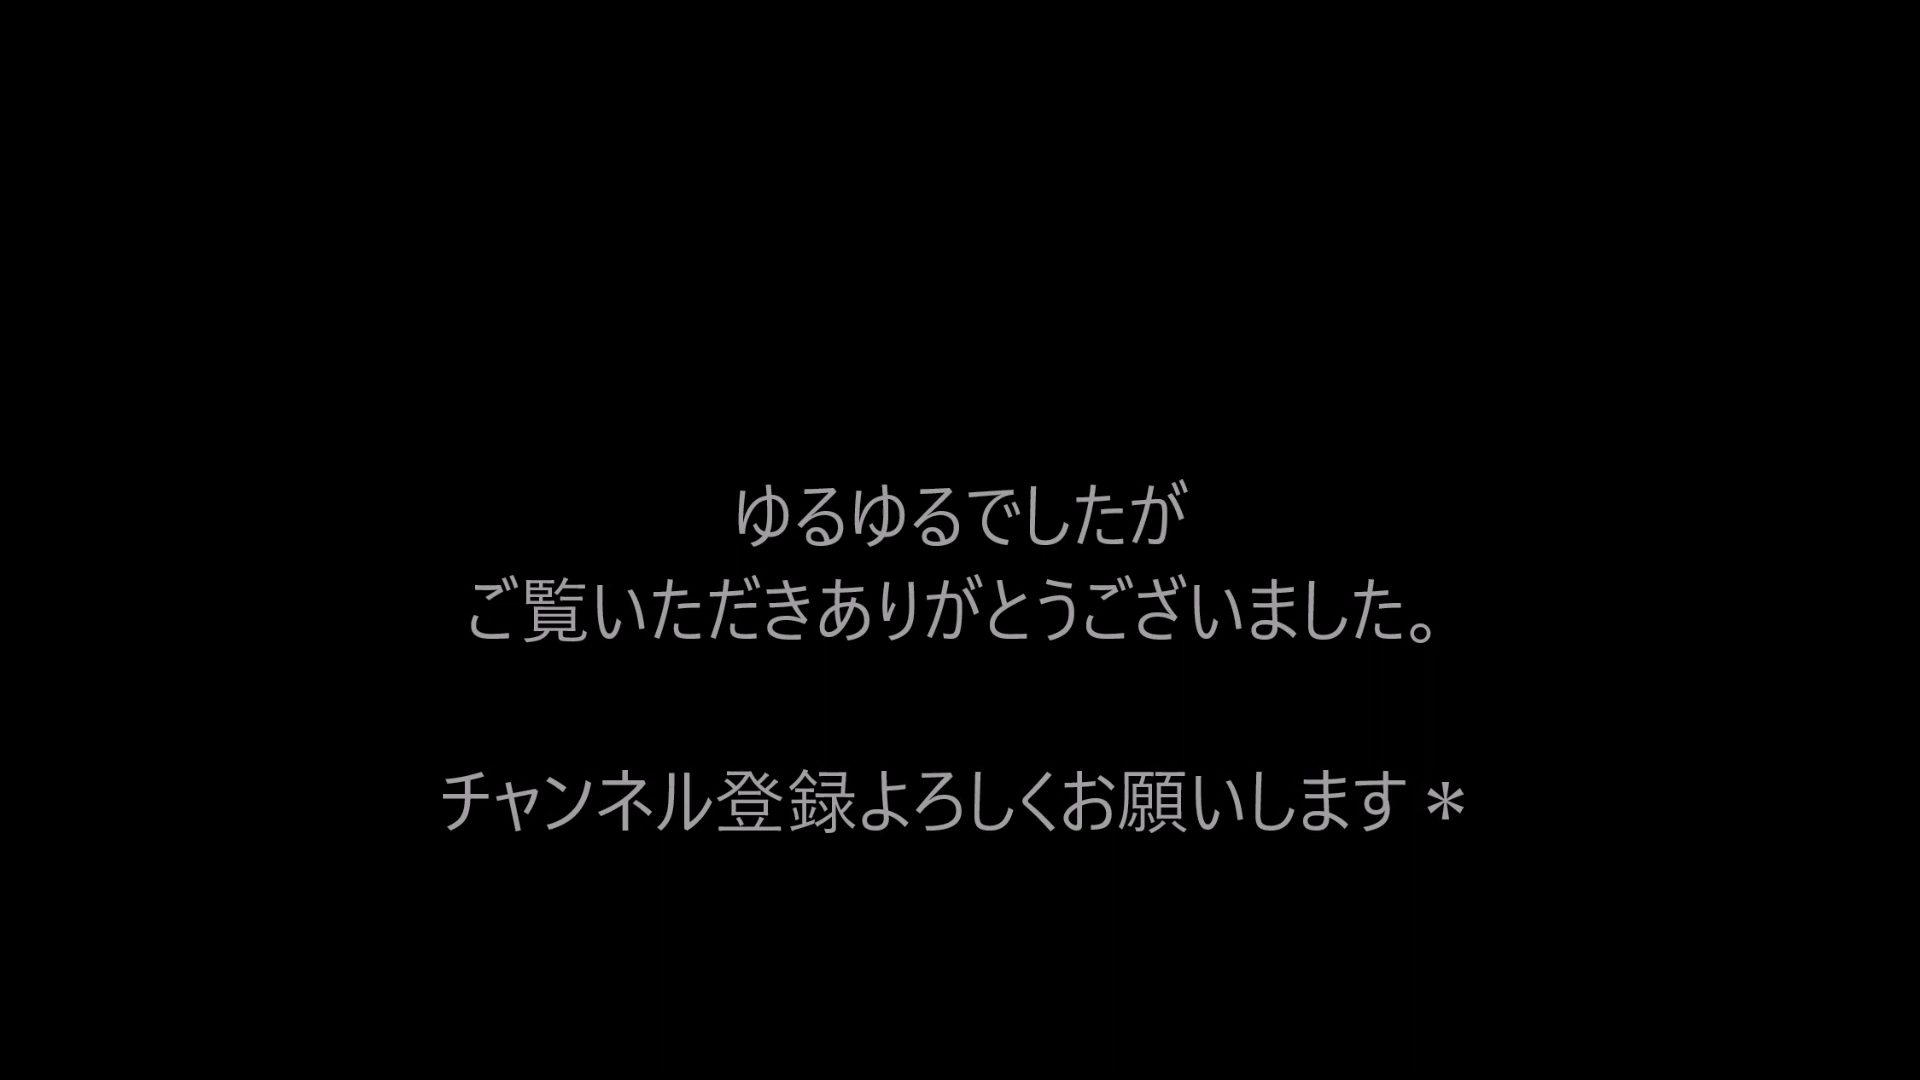 ゆるゆるでしたが
ご覧いただきありがとうございました。
チャンネル登録よろしくお願いします＊